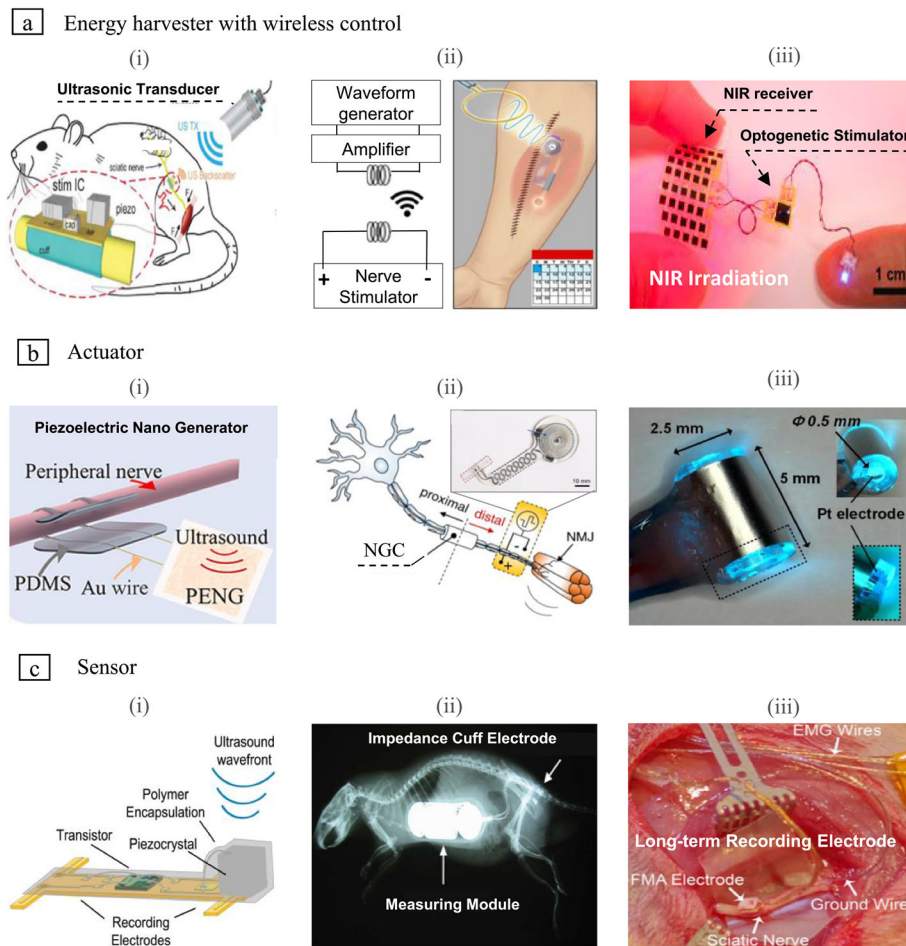 a Energy harvester with wireless control
(i)
(ii)
(iii)
Ultrasonic Transducer
US TX
sciatic nerve
US Backscatter
stim IC
piezo
cap
cuff
F
F
Waveform
generator
Amplifier
+ Nerve -
Stimulator
NIR receiver
Optogenetic Stimulator
NIR Irradiation
1 cm
b Actuator
(i)
(ii)
(iii)
Piezoelectric Nano Generator
Peripheral nerve
Ultrasound
PDMS
Au wire
PENG
10 mm
proximal
distal
NGC
NMJ
+
2.5 mm
Φ 0.5 mm
5 mm
Pt electrode
c Sensor
(i)
(ii)
(iii)
Ultrasound
wavefront
Polymer
Encapsulation
Transistor
Piezocrystal
Recording
Electrodes
Impedance Cuff Electrode
Measuring Module
EMG Wires
Long-term Recording Electrode
FMA Electrode
Ground Wire
Sciatic Nerve